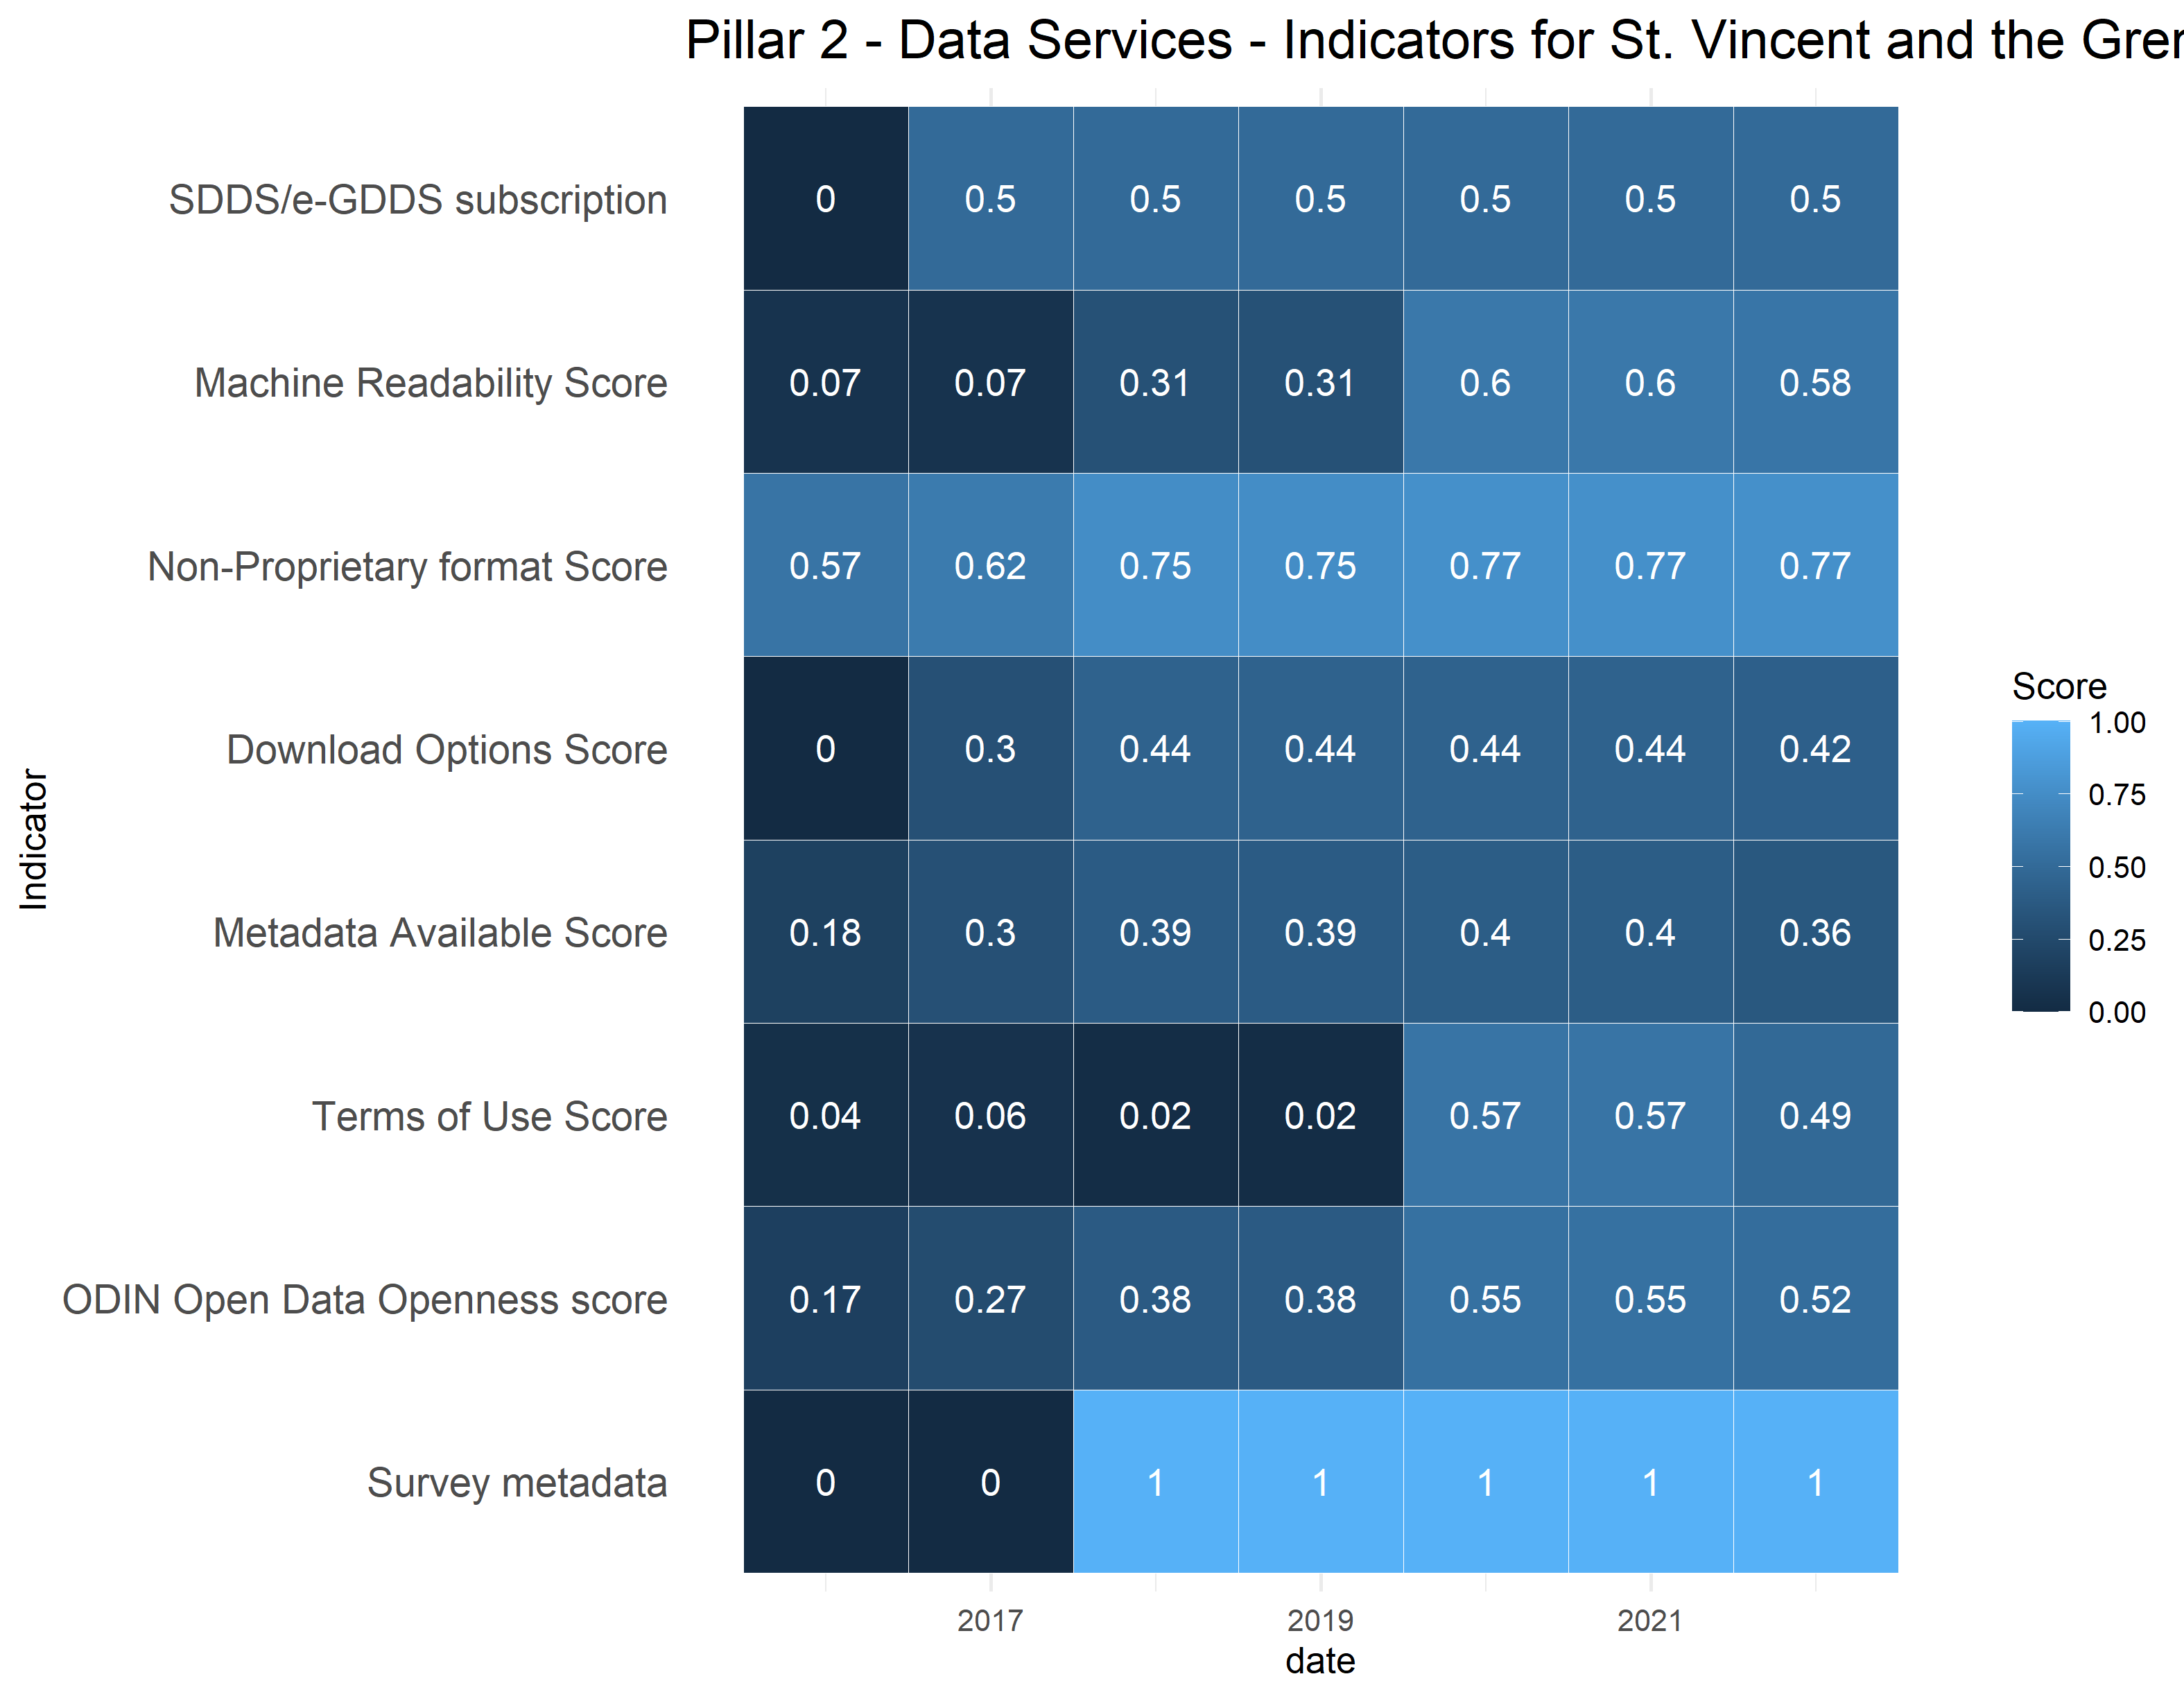 Pillar 2 - Data Services - Indicators for St. Vincent and the Gren
SDDS/e-GDDS subscription 0 0.5 0.5 0.5 0.5 0.5 0.5
Machine Readability Score 0.07 0.07 0.31 0.31 0.6 0.6 0.58
Non-Proprietary format Score 0.57 0.62 0.75 0.75 0.77 0.77 0.77
Download Options Score 0 0.3 0.44 0.44 0.44 0.44 0.42
Metadata Available Score 0.18 0.3 0.39 0.39 0.4 0.4 0.36
Terms of Use Score 0.04 0.06 0.02 0.02 0.57 0.57 0.49
ODIN Open Data Openness score 0.17 0.27 0.38 0.38 0.55 0.55 0.52
Survey metadata 0 0 1 1 1 1 1
2017 2019 2021
date
Indicator
Score
1.00
0.75
0.50
0.25
0.00